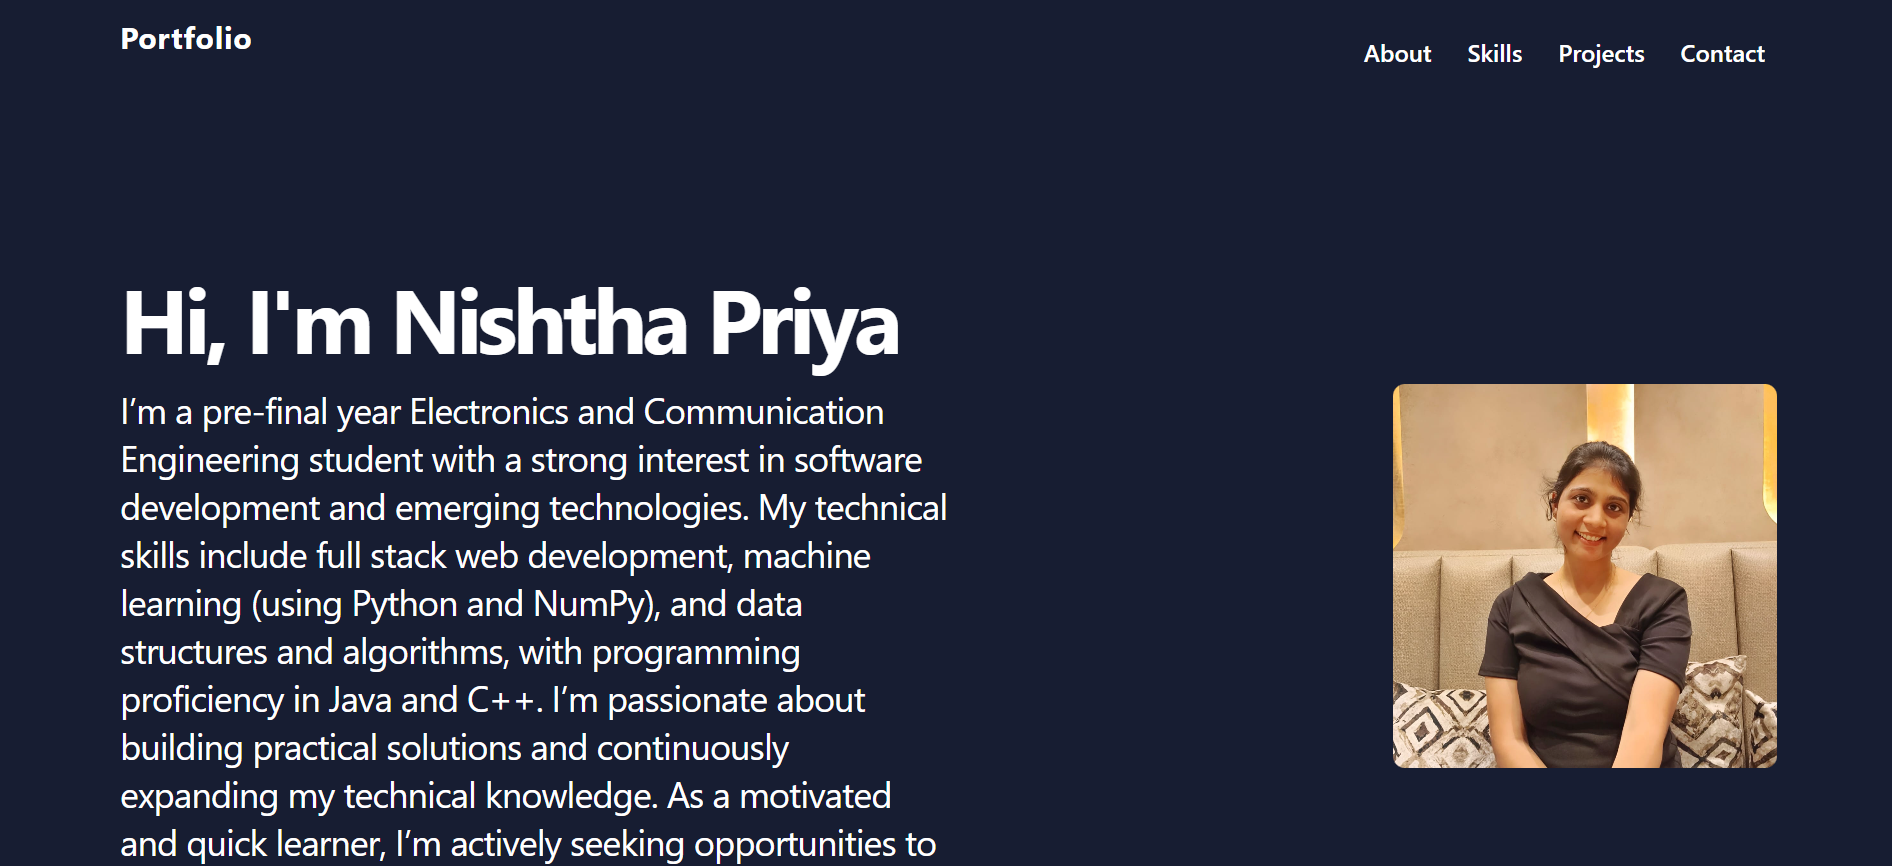 Portfolio
About Skills Projects Contact
Hi, I'm Nishtha Priya
I’m a pre-final year Electronics and Communication
Engineering student with a strong interest in software
development and emerging technologies. My technical
skills include full stack web development, machine
learning (using Python and NumPy), and data
structures and algorithms, with programming
proficiency in Java and C++. I’m passionate about
building practical solutions and continuously
expanding my technical knowledge. As a motivated
and quick learner, I’m actively seeking opportunities to